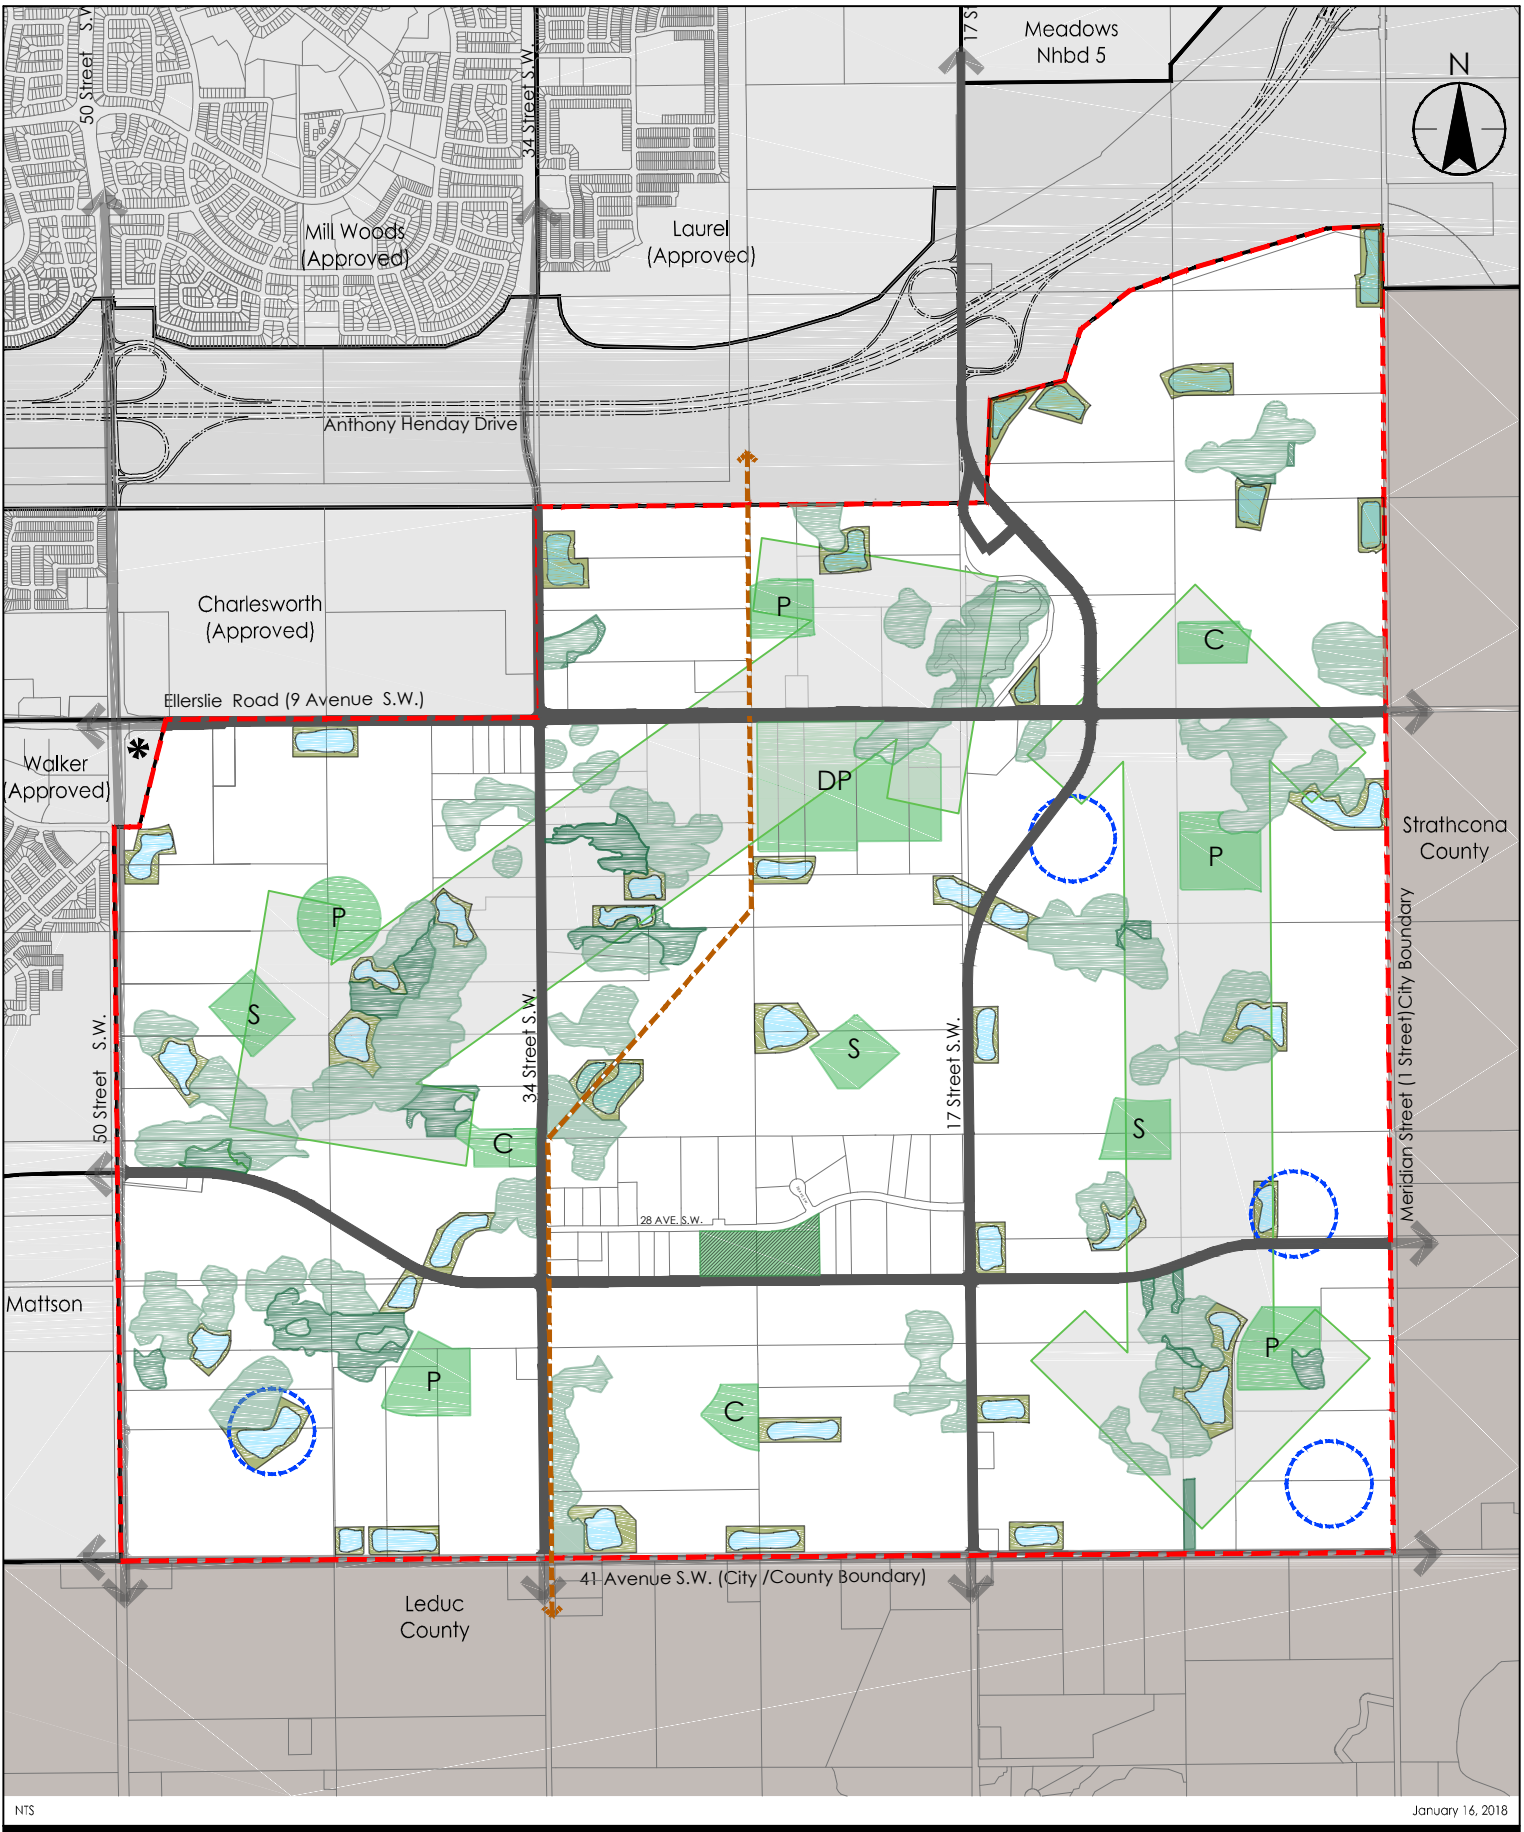 50 Street S.W.
34 Street S.W.
17 St
Meadows
Nhbd 5
N
Mill Woods
(Approved)
Laurel
(Approved)
Anthony Henday Drive
Charlesworth
(Approved)
P
C
Ellerslie Road (9 Avenue S.W.)
*
Walker
(Approved)
DP
Strathcona
County
P
P
S
S
S
C
50 Street S.W.
34 Street S.W.
17 Street S.W.
Meridian Street (1 Street) City Boundary
28 AVE. S.W.
Mattson
P
P
C
41 Avenue S.W. (City /County Boundary)
Leduc
County
NTS
January 16, 2018